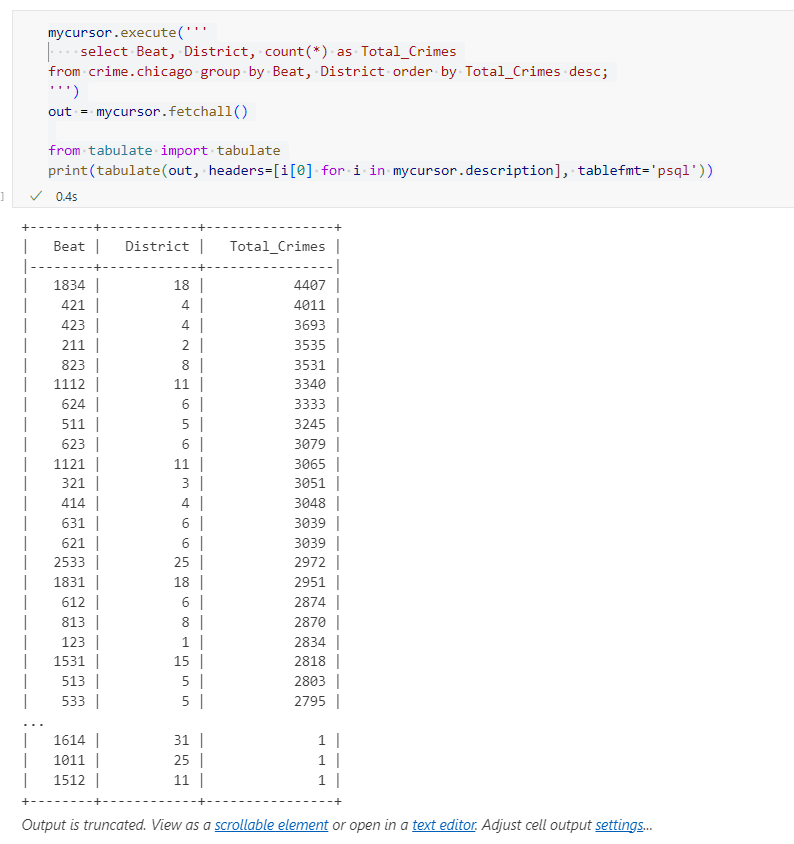 mycursor.execute('''
    select Beat, District, count(*) as Total_Crimes
from crime.chicago group by Beat, District order by Total_Crimes desc;
''')
out = mycursor.fetchall()

from tabulate import tabulate
print(tabulate(out, headers=[i[0] for i in mycursor.description], tablefmt='psql'))
] ✓ 0.4s
+--------+------------+----------------+
|   Beat |   District |   Total_Crimes |
|--------+------------+----------------|
|   1834 |         18 |           4407 |
|    421 |          4 |           4011 |
|    423 |          4 |           3693 |
|    211 |          2 |           3535 |
|    823 |          8 |           3531 |
|   1112 |         11 |           3340 |
|    624 |          6 |           3333 |
|    511 |          5 |           3245 |
|    623 |          6 |           3079 |
|   1121 |         11 |           3065 |
|    321 |          3 |           3051 |
|    414 |          4 |           3048 |
|    631 |          6 |           3039 |
|    621 |          6 |           3039 |
|   2533 |         25 |           2972 |
|   1831 |         18 |           2951 |
|    612 |          6 |           2874 |
|    813 |          8 |           2870 |
|    123 |          1 |           2834 |
|   1531 |         15 |           2818 |
|    513 |          5 |           2803 |
|    533 |          5 |           2795 |
...
|   1614 |         31 |              1 |
|   1011 |         25 |              1 |
|   1512 |         11 |              1 |
+--------+------------+----------------+
Output is truncated. View as a scrollable element or open in a text editor. Adjust cell output settings...